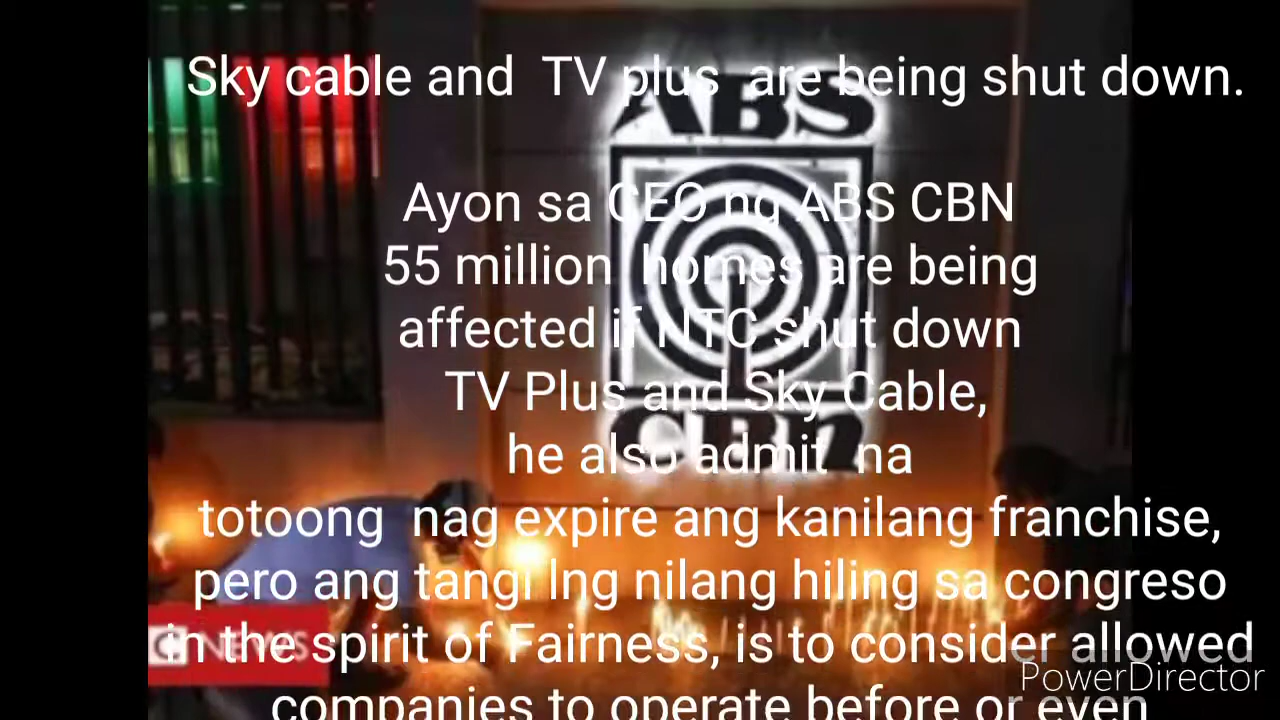 Sky cable and TV plus are being shut down.
ABS
Ayon sa CEO ng ABS CBN
55 million homes are being
affected if NTC shut down
TV Plus and Sky Cable,
he also admit na
CBN
totoong nag expire ang kanilang franchise,
pero ang tangi lng nilang hiling sa congreso
in the spirit of Fairness, is to consider allowed
NEWS
PowerDirector
companies to operate before or even